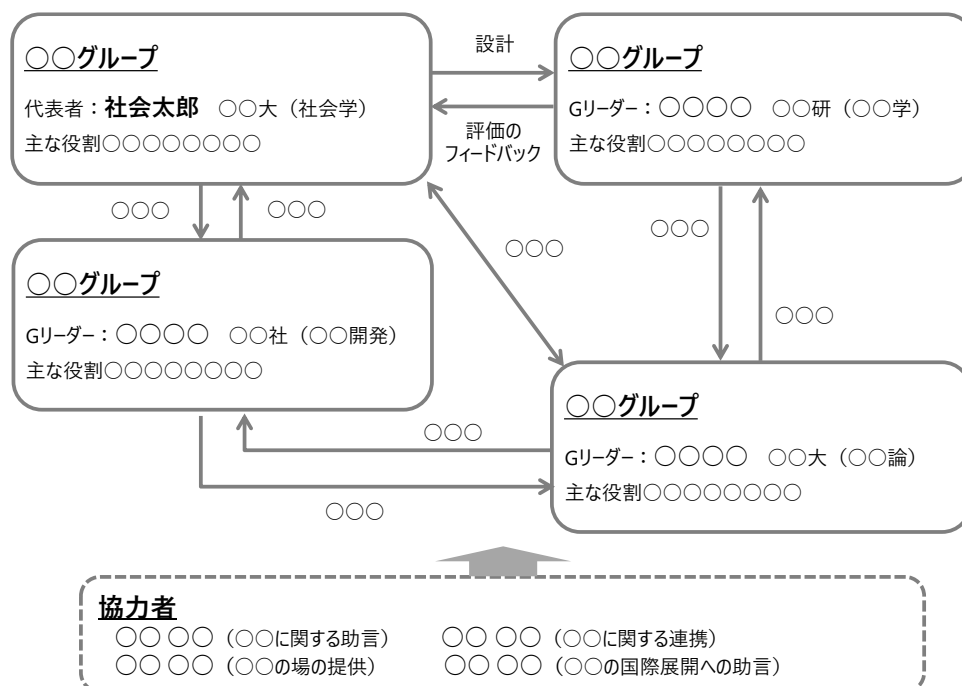 ○○グループ
代表者：社会太郎　○○大（社会学）
主な役割○○○○○○○○
設計
評価の
フィードバック
○○グループ
Gリーダー：○○○○　○○研（○○学）
主な役割○○○○○○○○
○○○
○○○
○○○
○○○
○○○
○○グループ
Gリーダー：○○○○　○○社（○○開発）
主な役割○○○○○○○○
○○グループ
Gリーダー：○○○○　○○大（○○論）
主な役割○○○○○○○○
○○○
○○○
協力者
○○ ○○（○○に関する助言）
○○ ○○（○○に関する連携）
○○ ○○（○○の場の提供）
○○ ○○（○○の国際展開への助言）